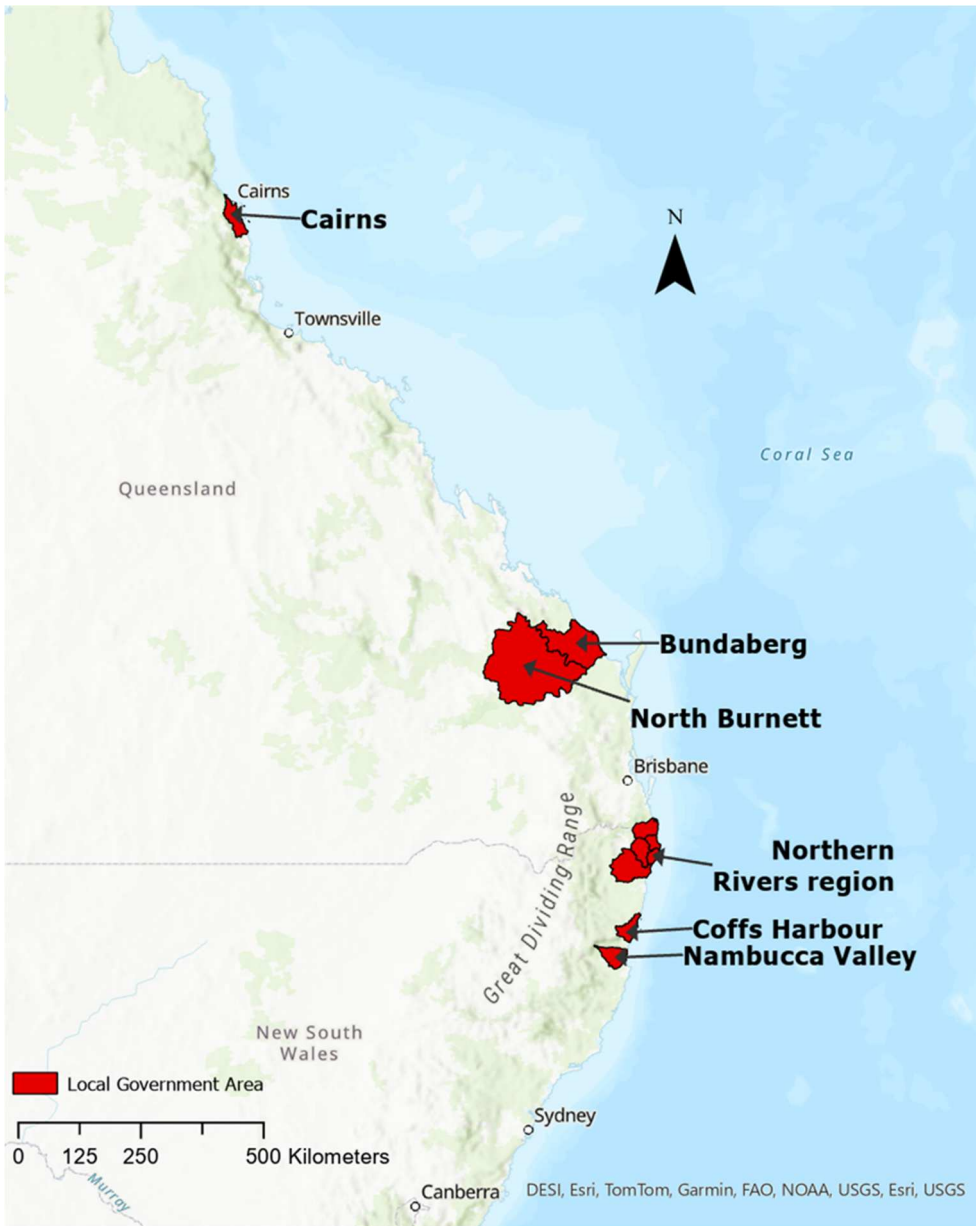 Cairns
Cairns
N
Townsville
Coral Sea
Queensland
Bundaberg
North Burnett
Brisbane
Great Dividing Range
Northern
Rivers region
Coffs Harbour
Nambucca Valley
New South
Wales
Local Government Area
Sydney
0 125 250 500 Kilometers
Murray
Canberra
DESI, Esri, TomTom, Garmin, FAO, NOAA, USGS, Esri, USGS